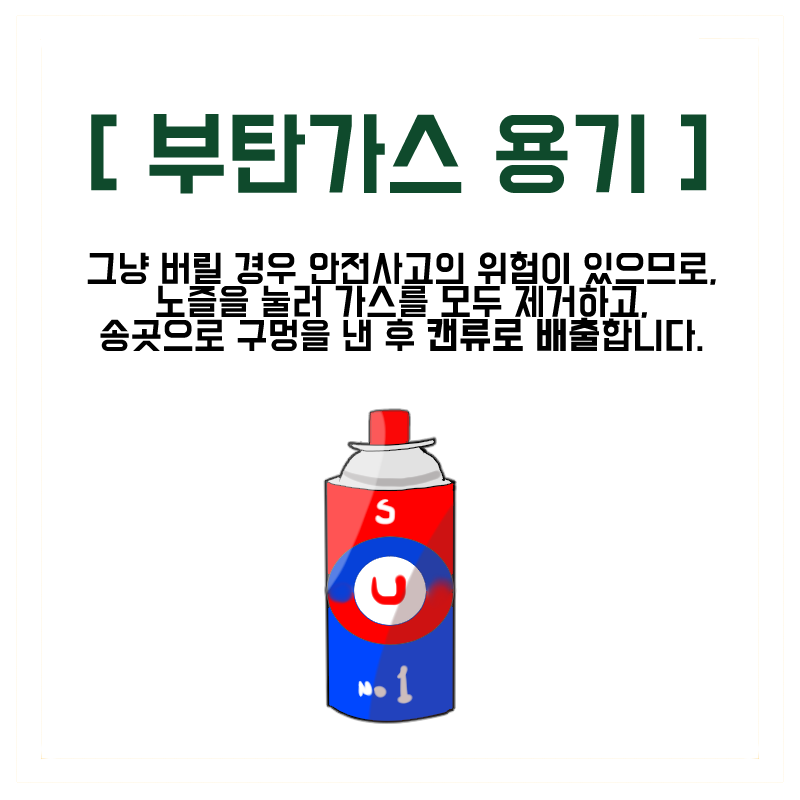 [ 부탄가스 용기 ]
그냥 버릴 경우 안전사고의 위험이 있으므로,
노즐을 눌러 가스를 모두 제거하고,
송곳으로 구멍을 낸 후 캔류로 배출합니다.
S
U
No.1